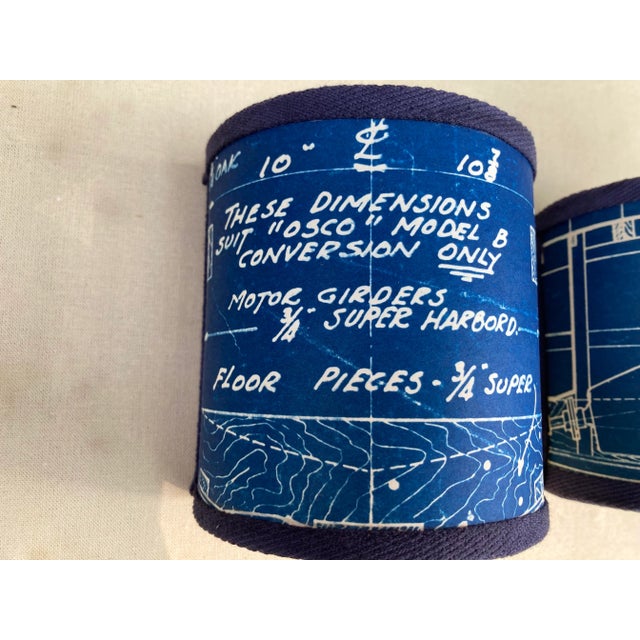 OAK 10" ℄ 10⅞
THESE DIMENSIONS
SUIT "OSCO" MODEL B
CONVERSION ONLY
MOTOR GIRDERS
3/4" SUPER HARBORD.
FLOOR PIECES - 3/4" SUPER